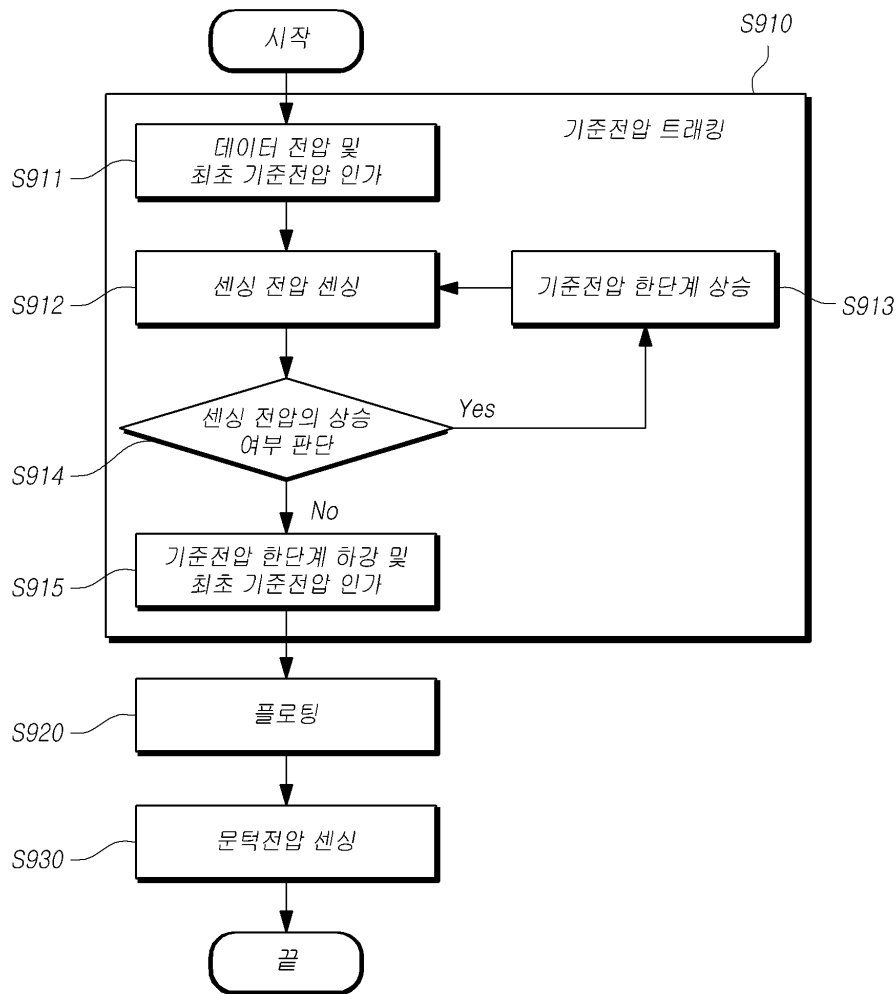 시작
S910
기준전압 트래킹
데이터 전압 및
최초 기준전압 인가
S911
센싱 전압 센싱
S912
기준전압 한단계 상승
S913
센싱 전압의 상승
여부 판단
Yes
S914
No
기준전압 한단계 하강 및
최초 기준전압 인가
S915
플로팅
S920
문턱전압 센싱
S930
끝